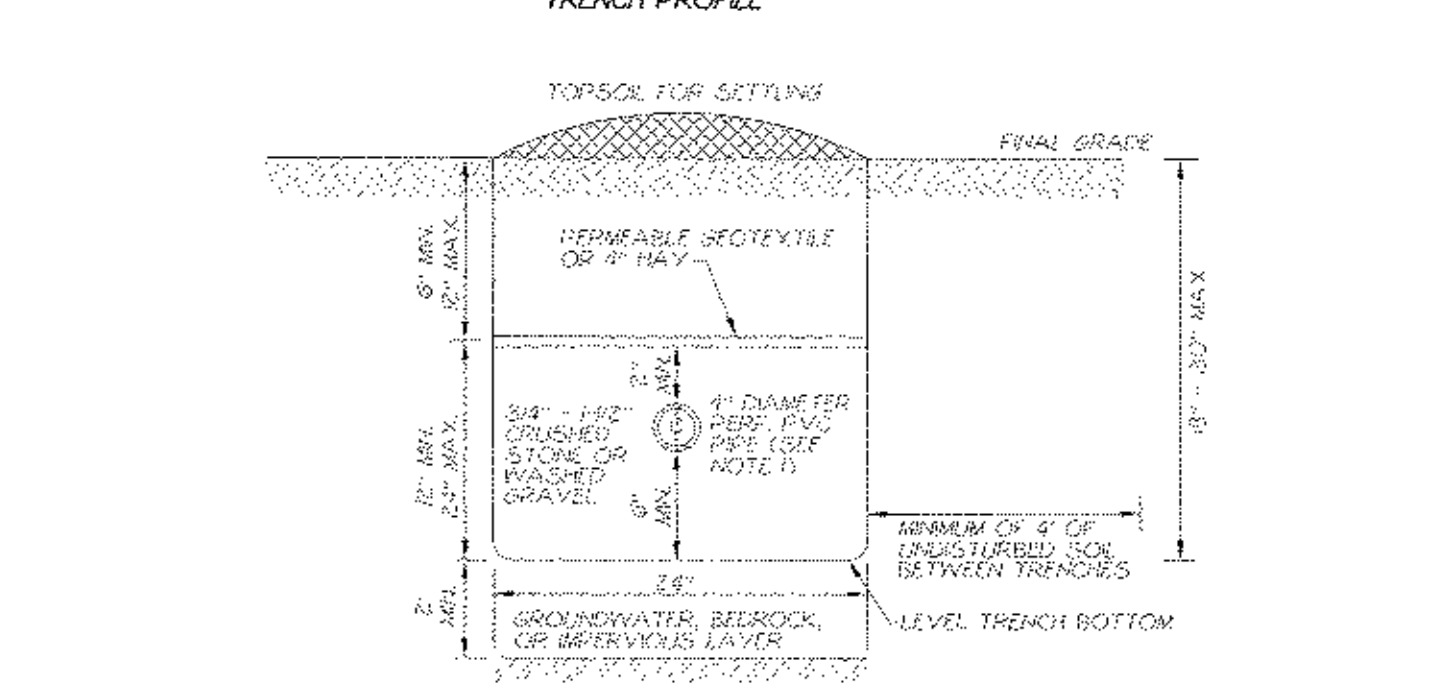 TRENCH PROFILE
TOPSOIL FOR SETTLING
FINAL GRADE
6" MIN.
12" MAX.
PERMEABLE GEOTEXTILE
OR 4" HAY
18" - 30" MAX
2"
MIN.
3/4" - 1-1/2"
CRUSHED
STONE OR
WASHED
GRAVEL
4" DIAMETER
PERF. PVC
PIPE (SEE
NOTE 1)
12" MIN.
MAX.
6"
MIN.
MINIMUM OF 4' OF
UNDISTURBED SOIL
BETWEEN TRENCHES
24"
MIN.
GROUNDWATER, BEDROCK,
OR IMPERVIOUS LAYER
LEVEL TRENCH BOTTOM